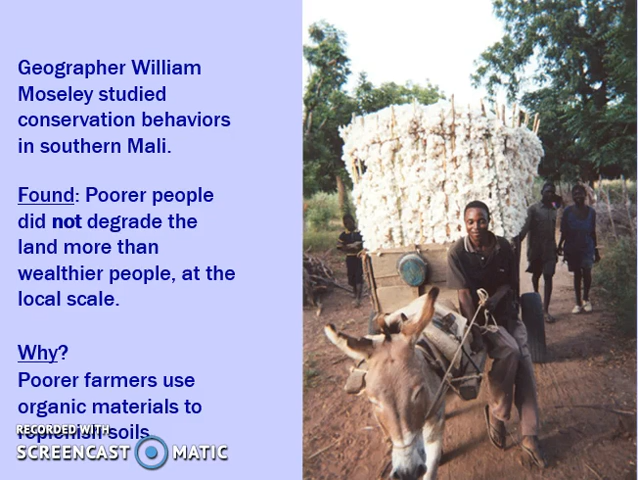 Geographer William
Moseley studied
conservation behaviors
in southern Mali.
Found: Poorer people
did not degrade the
land more than
wealthier people, at the
local scale.
Why?
Poorer farmers use
organic materials to
replenish soils
RECORDED WITH
SCREENCAST MATIC